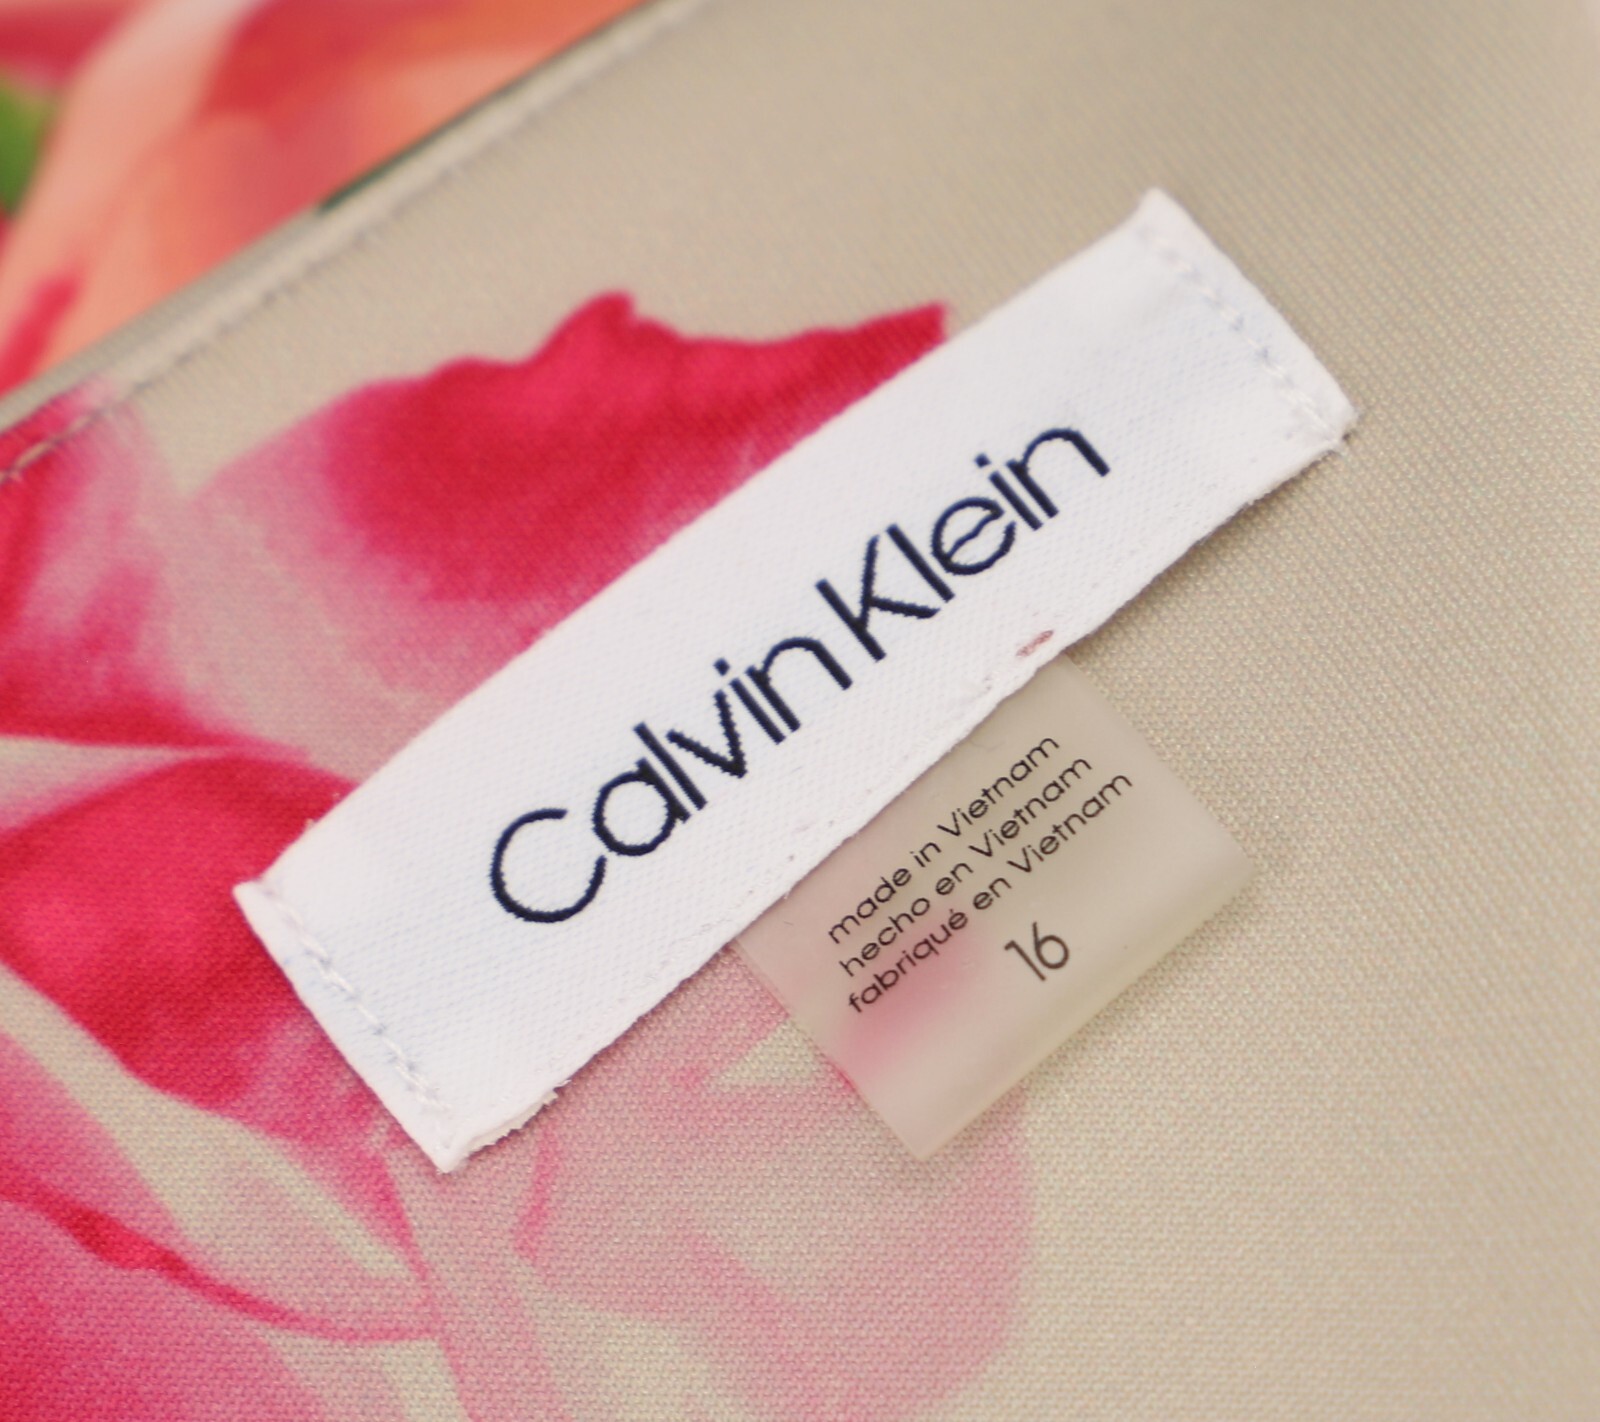 Calvin Klein
made in Vietnam
hecho en Vietnam
fabriqué en Vietnam
16